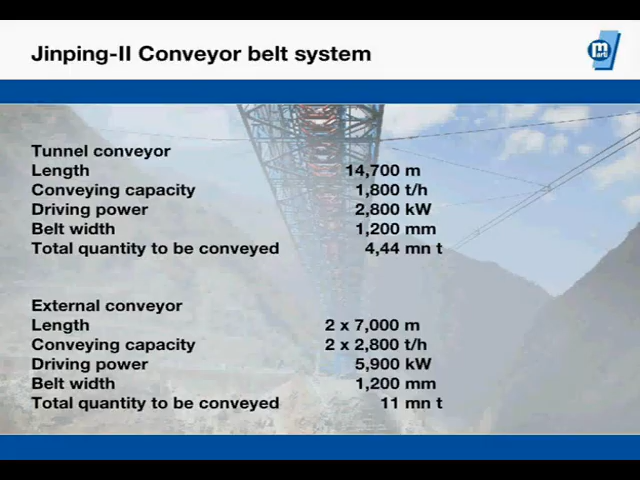 Jinping-II Conveyor belt system
m
arti
Tunnel conveyor
Length 14,700 m
Conveying capacity 1,800 t/h
Driving power 2,800 kW
Belt width 1,200 mm
Total quantity to be conveyed 4,44 mn t
External conveyor
Length 2 x 7,000 m
Conveying capacity 2 x 2,800 t/h
Driving power 5,900 kW
Belt width 1,200 mm
Total quantity to be conveyed 11 mn t